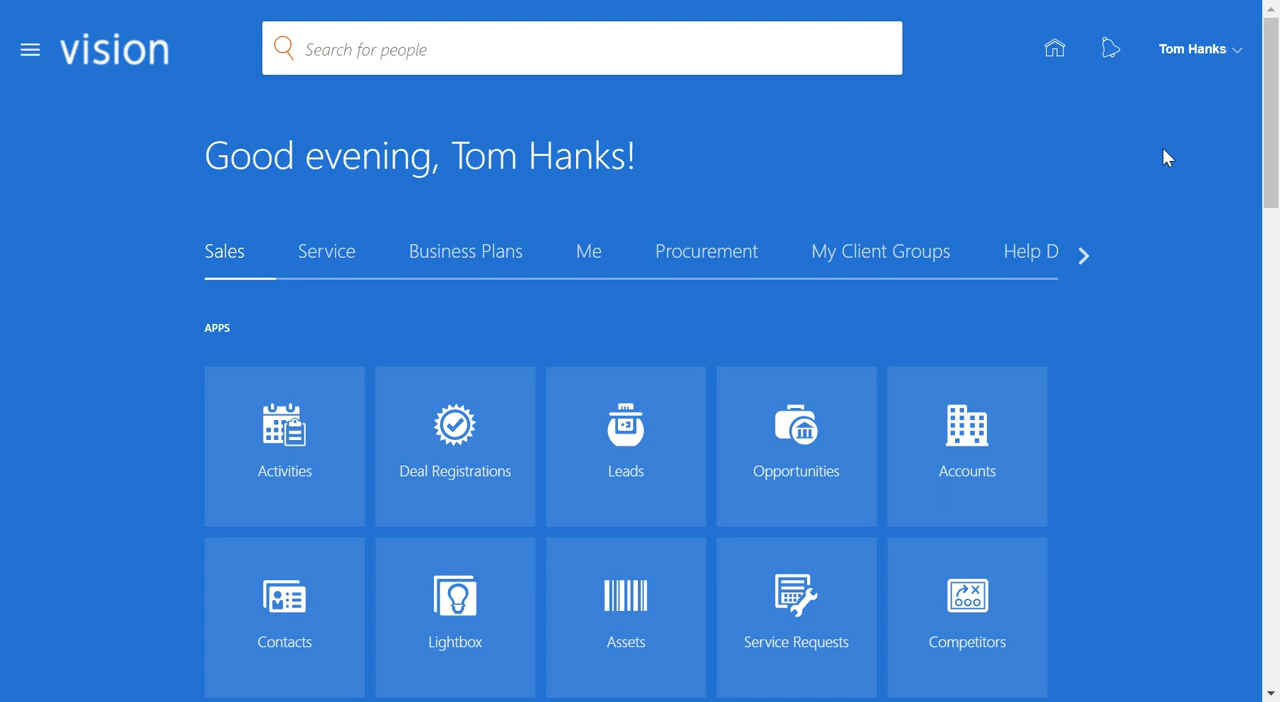 vision
Search for people
Tom Hanks
Good evening, Tom Hanks!
Sales Service Business Plans Me Procurement My Client Groups Help D
APPS
Activities Deal Registrations Leads Opportunities Accounts
Contacts Lightbox Assets Service Requests Competitors